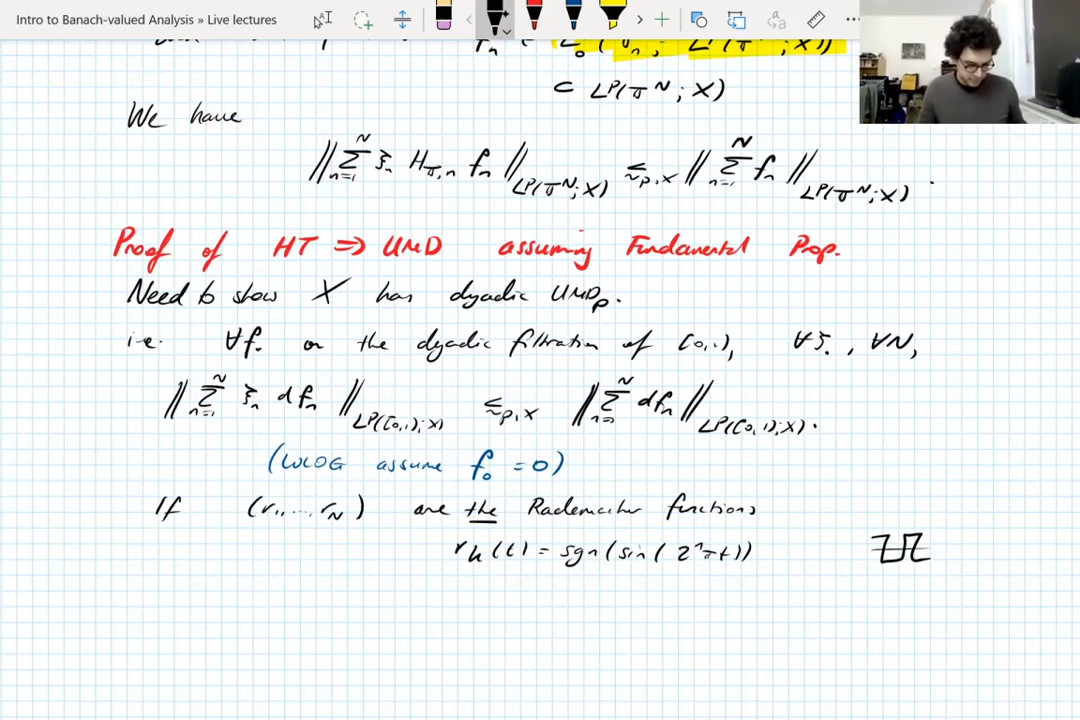 Intro to Banach-valued Analysis » Live lectures
⊂ L^p(𝕋^N; X)
We have
‖ Σ_{n=1}^N ξ_n H_{𝕋,n} f_n ‖_{L^p(𝕋^N; X)} ≲_{p,X} ‖ Σ_{n=1}^N f_n ‖_{L^p(𝕋^N; X)}.
Proof of HT ⇒ UMD assuming Fundamental Prop.
Need to show X has dyadic UMD_p.
i.e. ∀f. on the dyadic filtration of [0,1), ∀ξ., ∀N,
‖ Σ_{n=1}^N ξ_n df_n ‖_{L^p([0,1);X)} ≲_{p,X} ‖ Σ_{n=0}^N df_n ‖_{L^p([0,1);X)}.
(WLOG assume f_0 = 0)
If (r_1, ..., r_N) are the Rademacher functions
r_n(t) = sgn(sin(2^n πt))